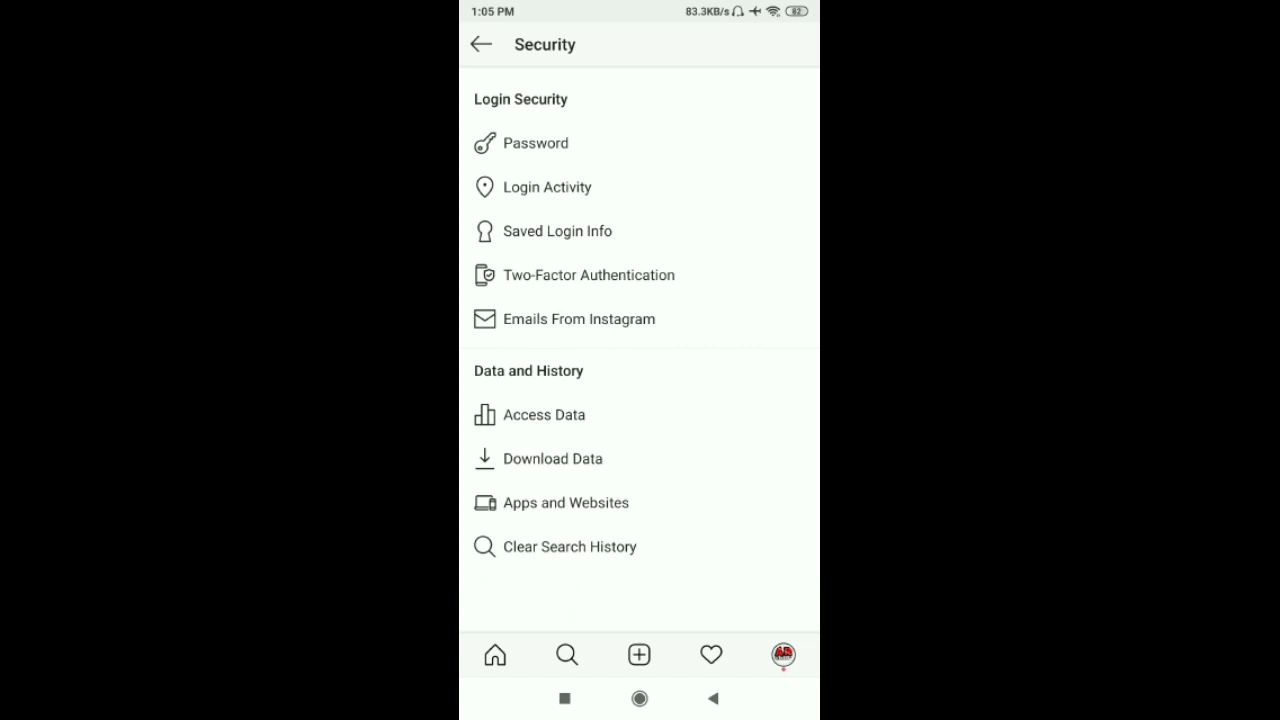 1:05 PM 83.3KB/s 82
Security
Login Security
Password
Login Activity
Saved Login Info
Two-Factor Authentication
Emails From Instagram
Data and History
Access Data
Download Data
Apps and Websites
Clear Search History